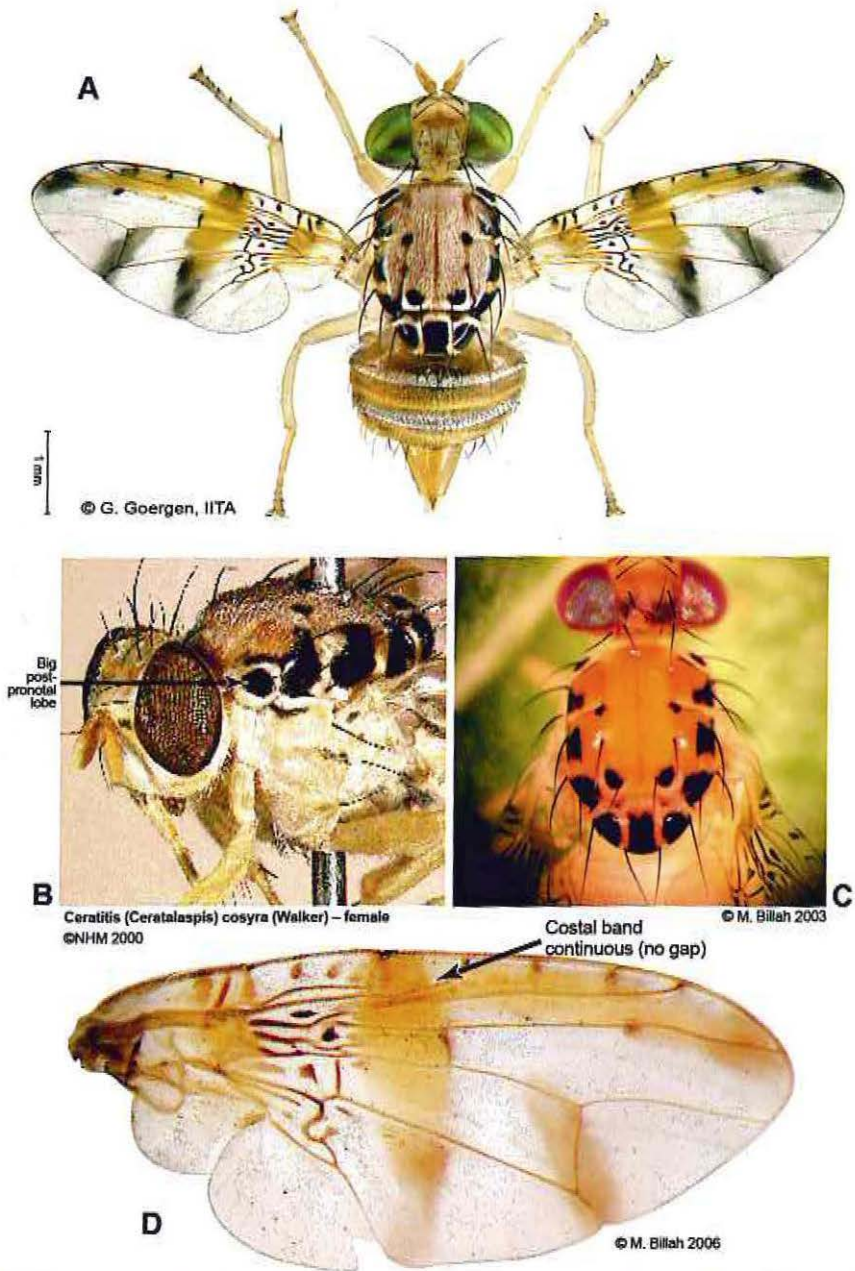 A
1 mm
© G. Goergen, IITA
Big
post-
pronotal
lobe
B
C
Ceratitis (Ceratalaspis) cosyra (Walker) – female
©NHM 2000
© M. Billah 2003
Costal band
continuous (no gap)
D
© M. Billah 2006